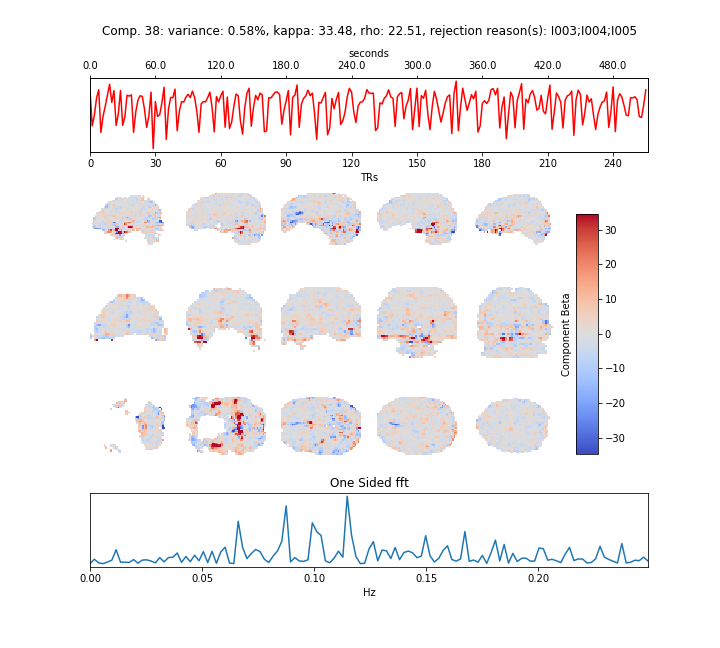 Comp. 38: variance: 0.58%, kappa: 33.48, rho: 22.51, rejection reason(s): I003;I004;I005
seconds
0.0 60.0 120.0 180.0 240.0 300.0 360.0 420.0 480.0
0 30 60 90 120 150 180 210 240
TRs
30
20
10
0
−10
−20
−30
Component Beta
One Sided fft
0.00 0.05 0.10 0.15 0.20
Hz